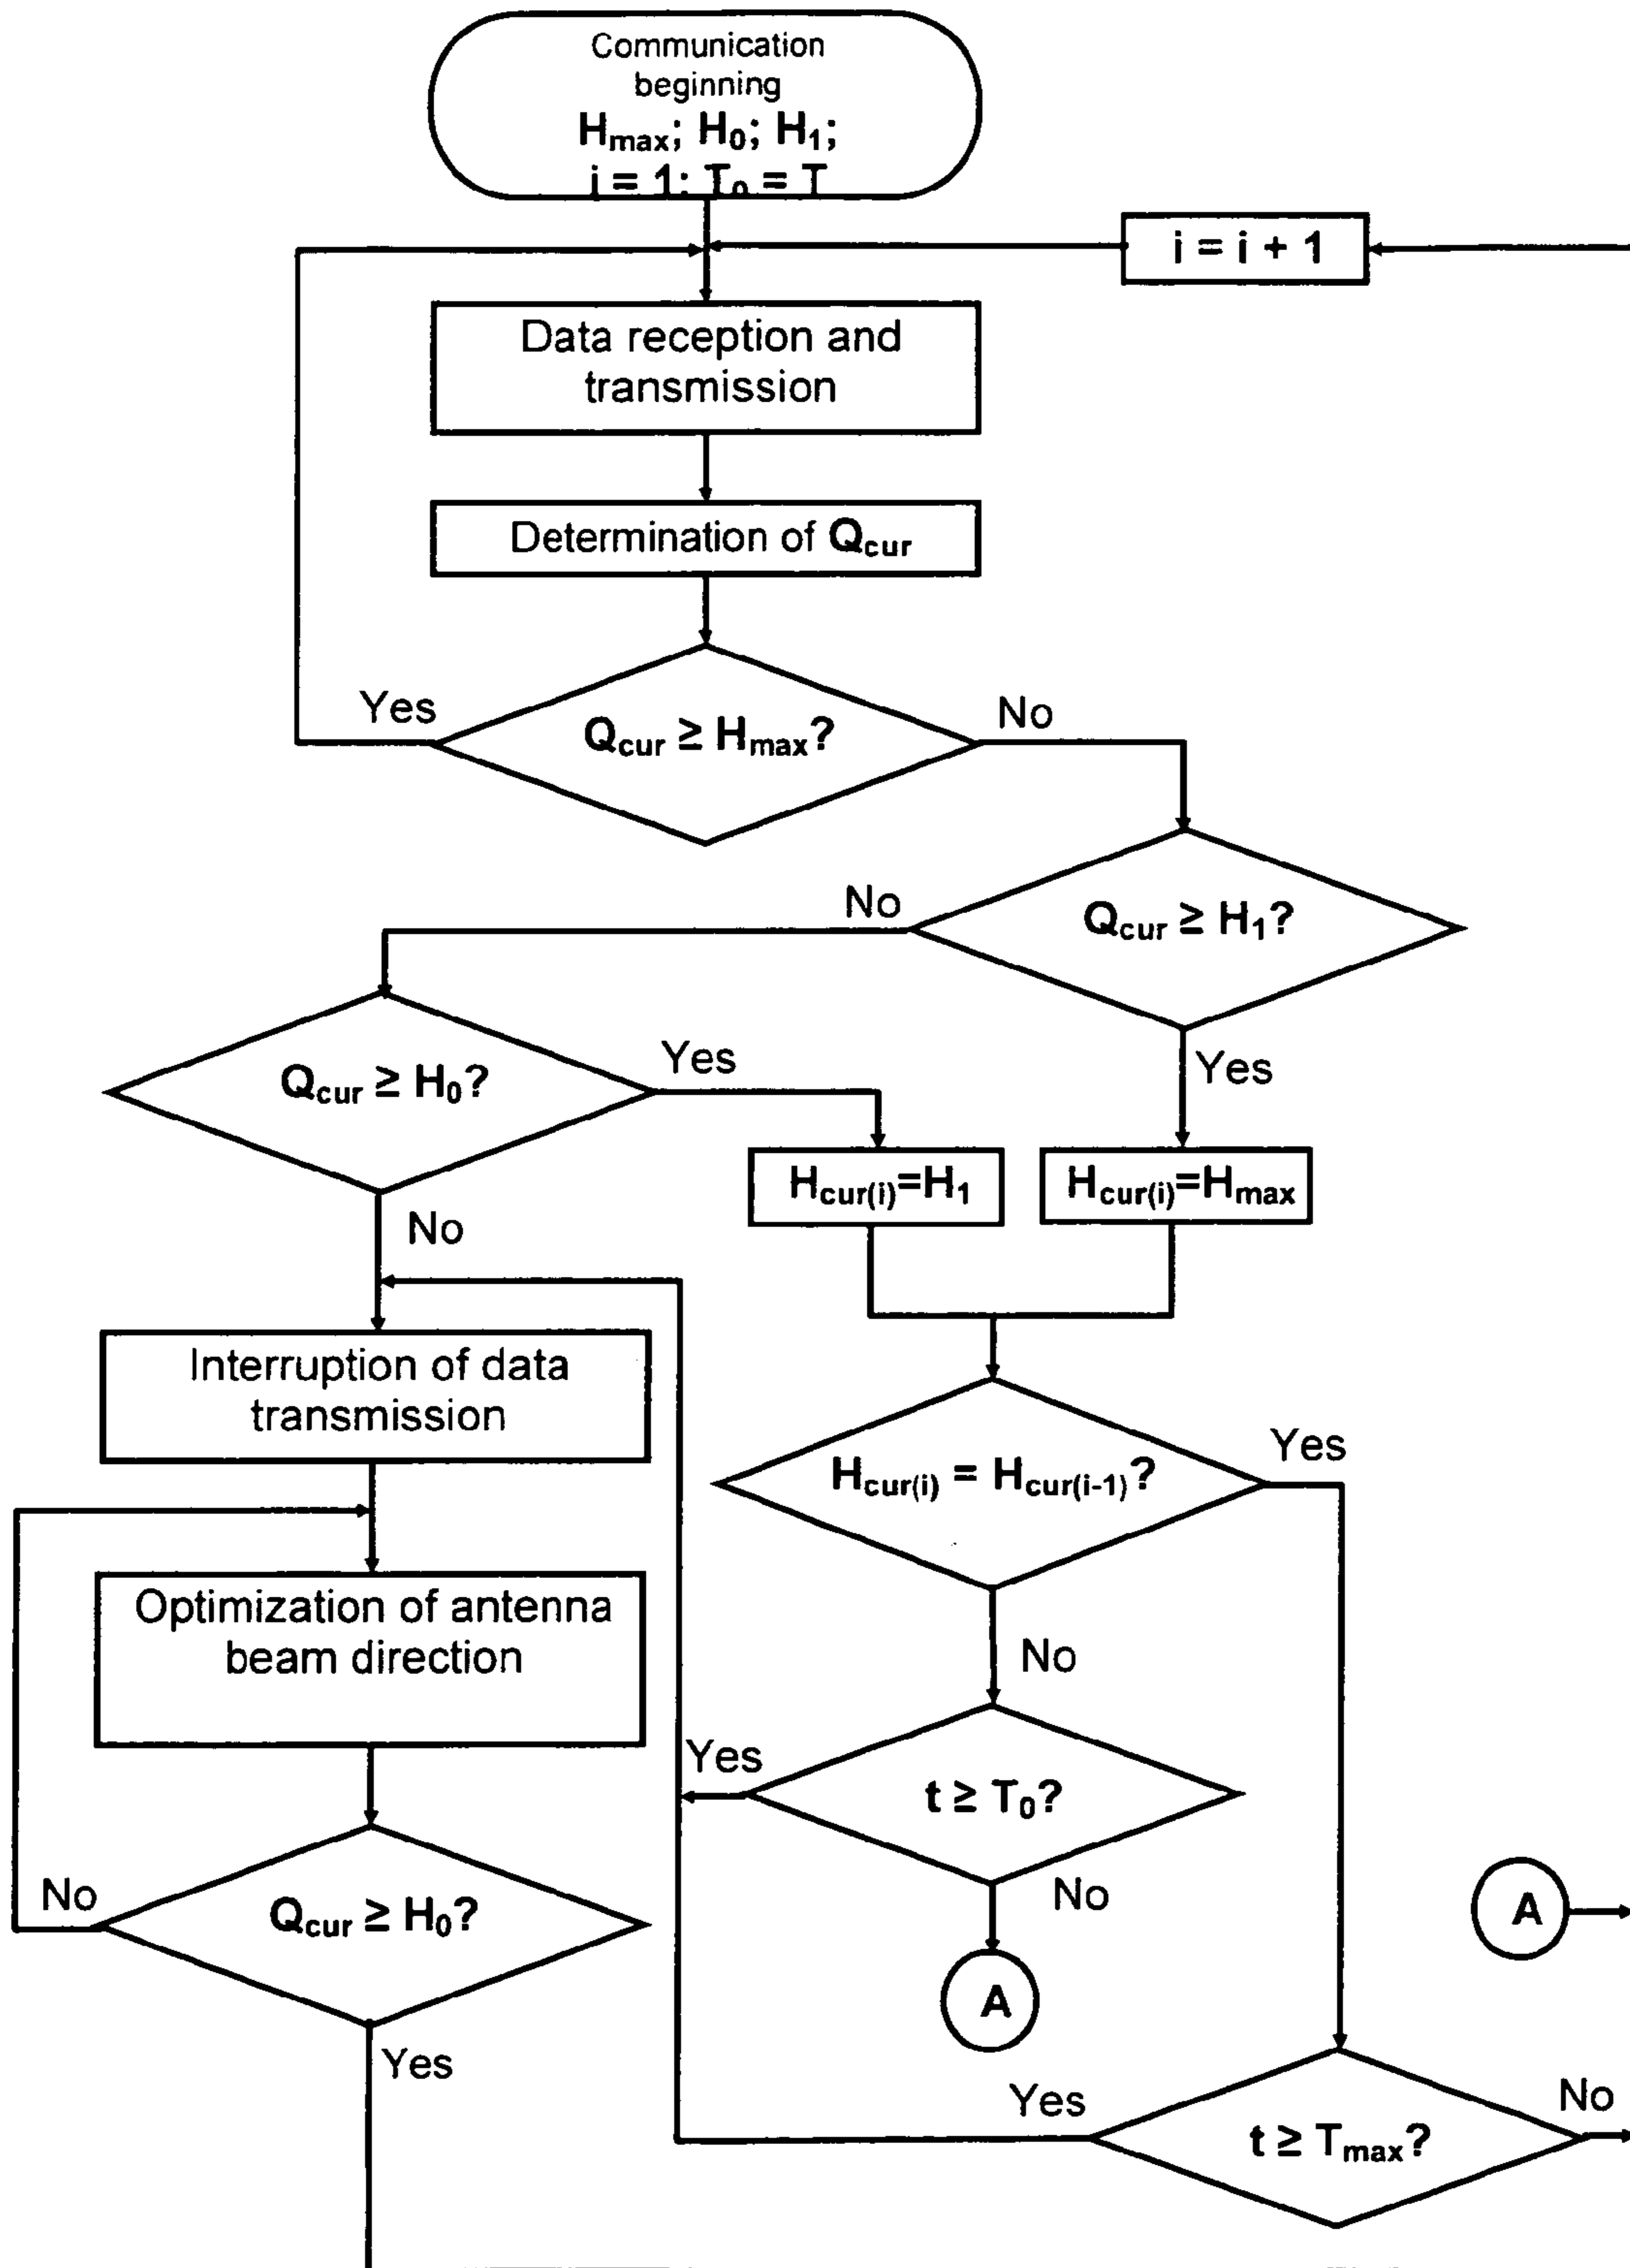 Communication
beginning
Hmax; H0; H1;
i = 1; T0 = T
i = i + 1
Data reception and
transmission
Determination of Qcur
Yes
Qcur ≥ Hmax?
No
No
Qcur ≥ H1?
Qcur ≥ H0?
Yes
Yes
Hcur(i)=H1
Hcur(i)=Hmax
No
Interruption of data
transmission
Hcur(i) = Hcur(i-1)?
Yes
Optimization of antenna
beam direction
No
Yes
t ≥ T0?
No
No
Qcur ≥ H0?
A
A
Yes
Yes
No
t ≥ Tmax?